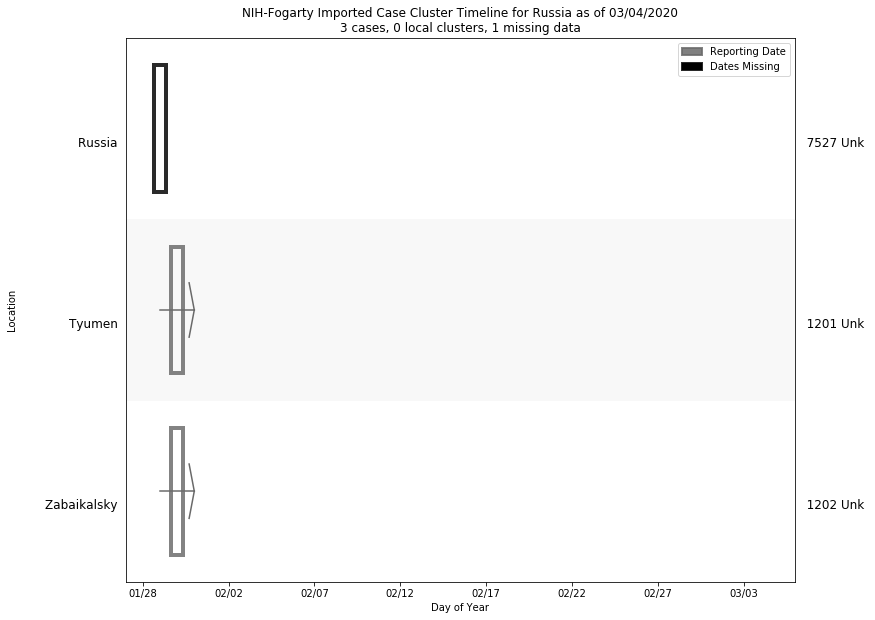 NIH-Fogarty Imported Case Cluster Timeline for Russia as of 03/04/2020
3 cases, 0 local clusters, 1 missing data
Reporting Date
Dates Missing
Russia
7527 Unk
Location
Tyumen
1201 Unk
Zabaikalsky
1202 Unk
01/28 02/02 02/07 02/12 02/17 02/22 02/27 03/03
Day of Year